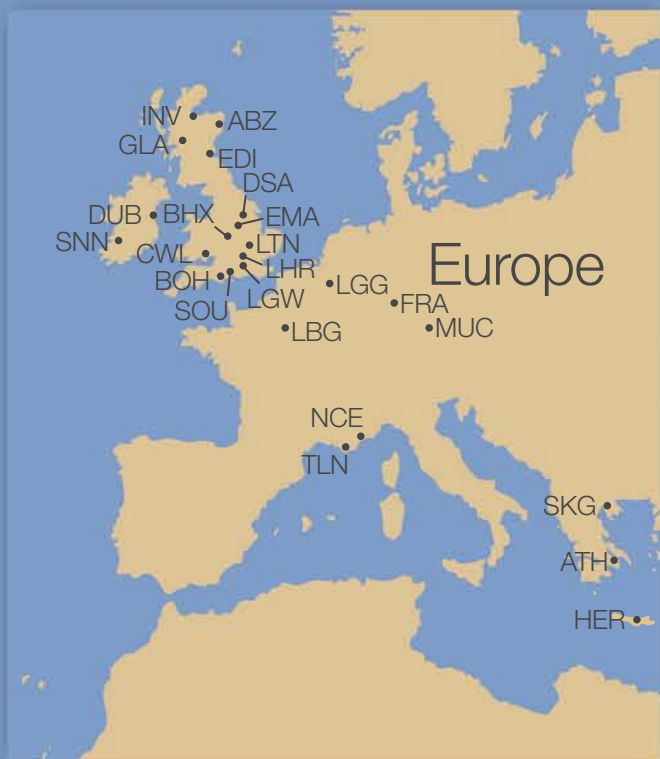 INV
ABZ
GLA
EDI
DSA
DUB
BHX
EMA
SNN
CWL
LTN
LHR
BOH
LGW
SOU
Europe
LGG
FRA
LBG
MUC
NCE
TLN
SKG
ATH
HER